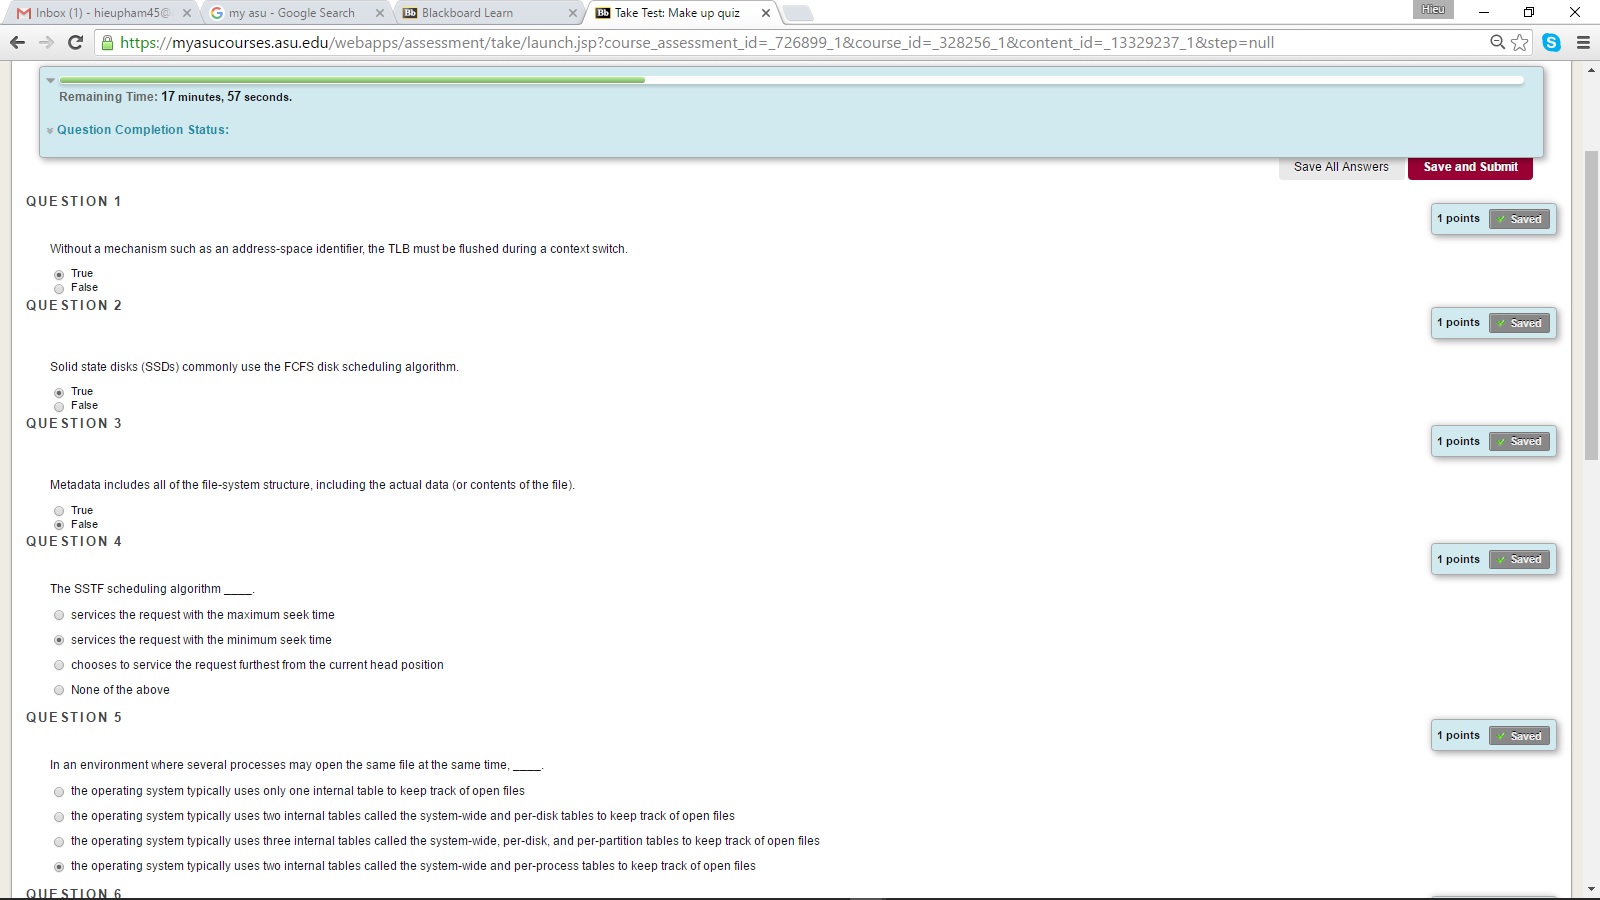 Inbox (1) - hieupham45@
my asu - Google Search
Blackboard Learn
Take Test: Make up quiz
Hieu
https://myasucourses.asu.edu/webapps/assessment/take/launch.jsp?course_assessment_id=_726899_1&course_id=_328256_1&content_id=_13329237_1&step=null
Remaining Time: 17 minutes, 57 seconds.
Question Completion Status:
Save All Answers
Save and Submit
QUESTION 1
1 points
Saved
Without a mechanism such as an address-space identifier, the TLB must be flushed during a context switch.
True
False
QUESTION 2
1 points
Saved
Solid state disks (SSDs) commonly use the FCFS disk scheduling algorithm.
True
False
QUESTION 3
1 points
Saved
Metadata includes all of the file-system structure, including the actual data (or contents of the file).
True
False
QUESTION 4
1 points
Saved
The SSTF scheduling algorithm ____.
services the request with the maximum seek time
services the request with the minimum seek time
chooses to service the request furthest from the current head position
None of the above
QUESTION 5
1 points
Saved
In an environment where several processes may open the same file at the same time, ____.
the operating system typically uses only one internal table to keep track of open files
the operating system typically uses two internal tables called the system-wide and per-disk tables to keep track of open files
the operating system typically uses three internal tables called the system-wide, per-disk, and per-partition tables to keep track of open files
the operating system typically uses two internal tables called the system-wide and per-process tables to keep track of open files
QUESTION 6